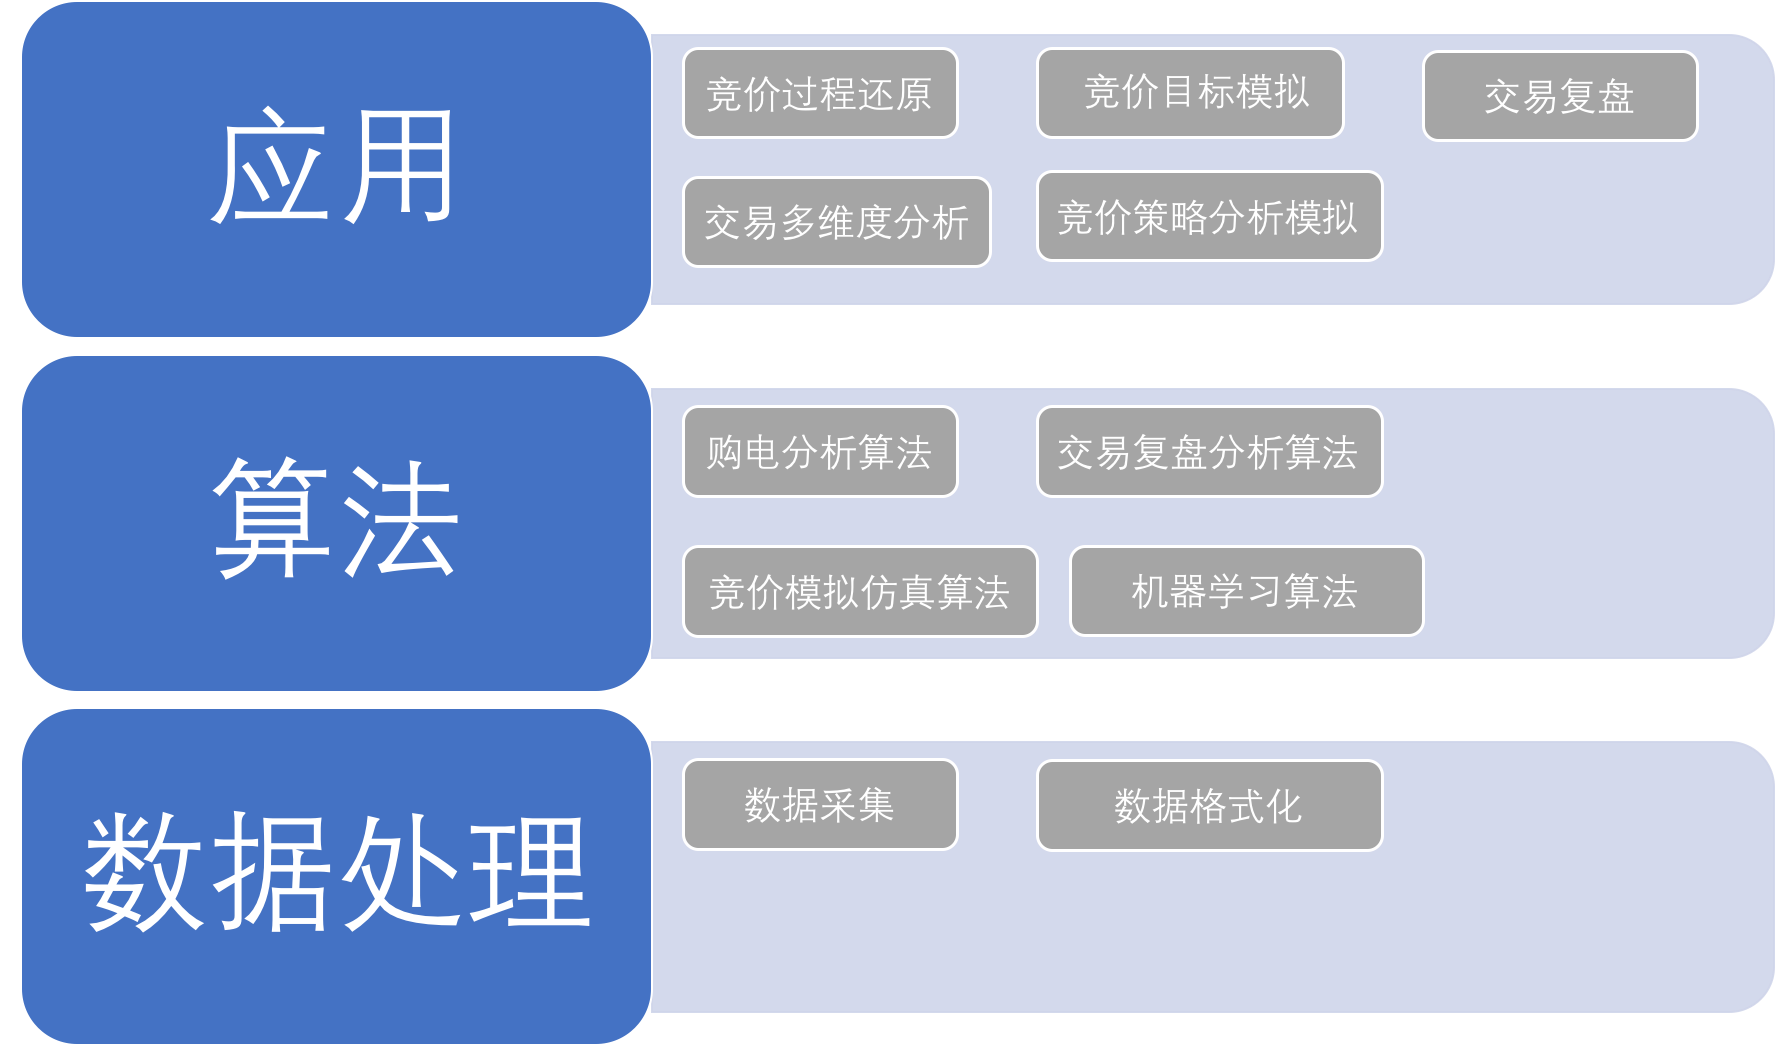 应用
竞价过程还原
竞价目标模拟
交易复盘
交易多维度分析
竞价策略分析模拟
算法
购电分析算法
交易复盘分析算法
竞价模拟仿真算法
机器学习算法
数据处理
数据采集
数据格式化